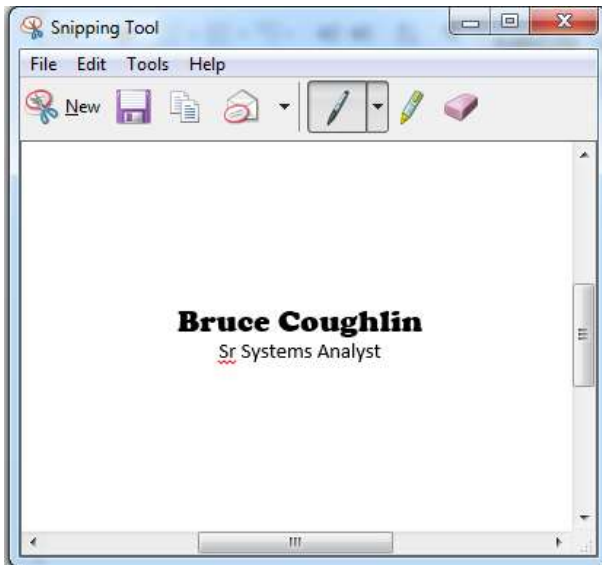 Snipping Tool
File Edit Tools Help
New
Bruce Coughlin
Sr Systems Analyst